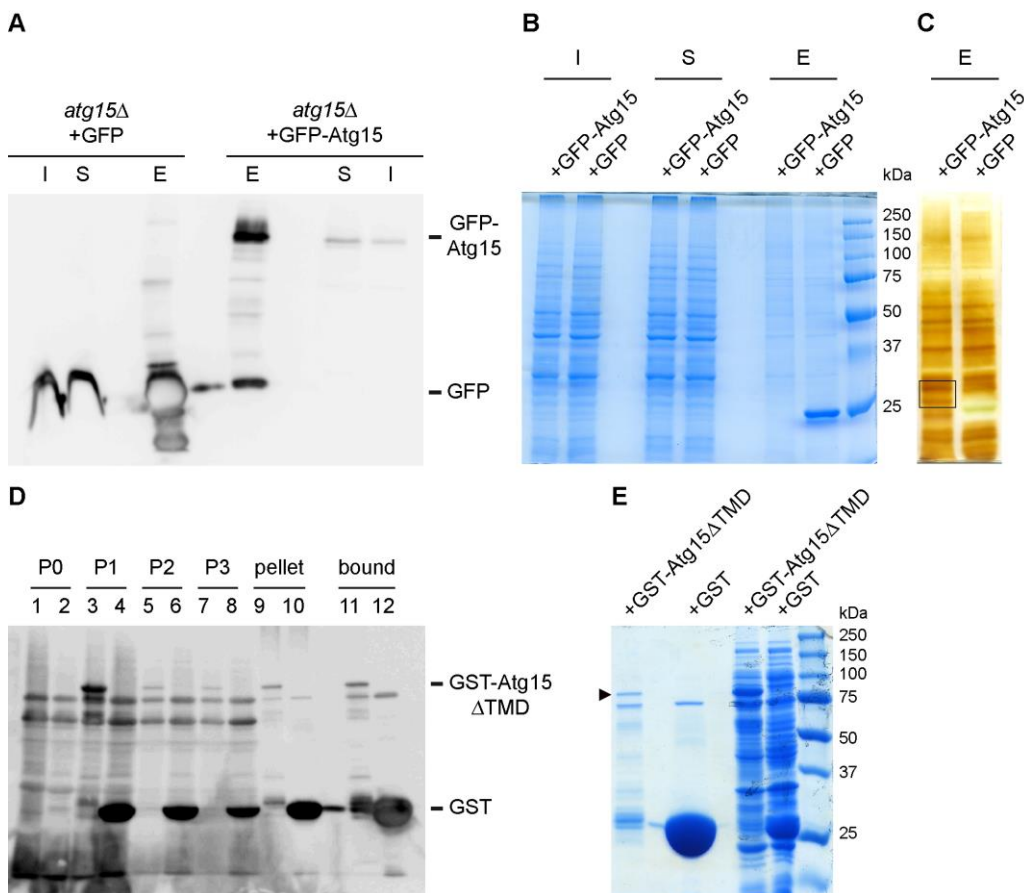 A
atg15Δ
+GFP
atg15Δ
+GFP-Atg15
I S E E S I
GFP-
Atg15
GFP
B
I S E
+GFP-Atg15 +GFP +GFP-Atg15 +GFP +GFP-Atg15 +GFP
kDa
250
150
100
75
50
37
25
C
E
+GFP-Atg15 +GFP
D
P0 P1 P2 P3 pellet bound
1 2 3 4 5 6 7 8 9 10 11 12
GST-Atg15
ΔTMD
GST
E
+GST-Atg15ΔTMD +GST +GST-Atg15ΔTMD +GST
kDa
250
150
100
75
50
37
25